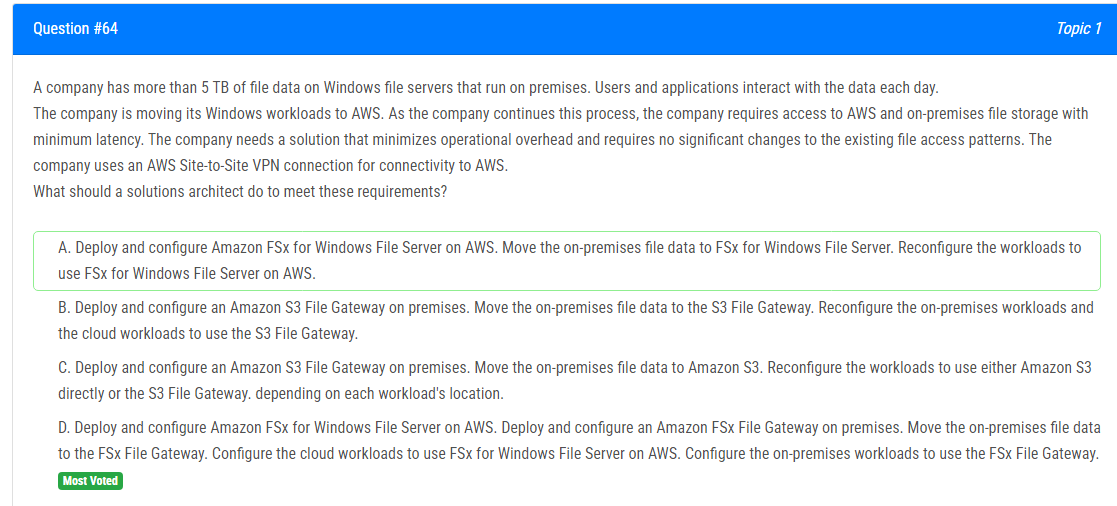 Question #64
Topic 1
A company has more than 5 TB of file data on Windows file servers that run on premises. Users and applications interact with the data each day.
The company is moving its Windows workloads to AWS. As the company continues this process, the company requires access to AWS and on-premises file storage with
minimum latency. The company needs a solution that minimizes operational overhead and requires no significant changes to the existing file access patterns. The
company uses an AWS Site-to-Site VPN connection for connectivity to AWS.
What should a solutions architect do to meet these requirements?
A. Deploy and configure Amazon FSx for Windows File Server on AWS. Move the on-premises file data to FSx for Windows File Server. Reconfigure the workloads to
use FSx for Windows File Server on AWS.
B. Deploy and configure an Amazon S3 File Gateway on premises. Move the on-premises file data to the S3 File Gateway. Reconfigure the on-premises workloads and
the cloud workloads to use the S3 File Gateway.
C. Deploy and configure an Amazon S3 File Gateway on premises. Move the on-premises file data to Amazon S3. Reconfigure the workloads to use either Amazon S3
directly or the S3 File Gateway. depending on each workload's location.
D. Deploy and configure Amazon FSx for Windows File Server on AWS. Deploy and configure an Amazon FSx File Gateway on premises. Move the on-premises file data
to the FSx File Gateway. Configure the cloud workloads to use FSx for Windows File Server on AWS. Configure the on-premises workloads to use the FSx File Gateway.
Most Voted